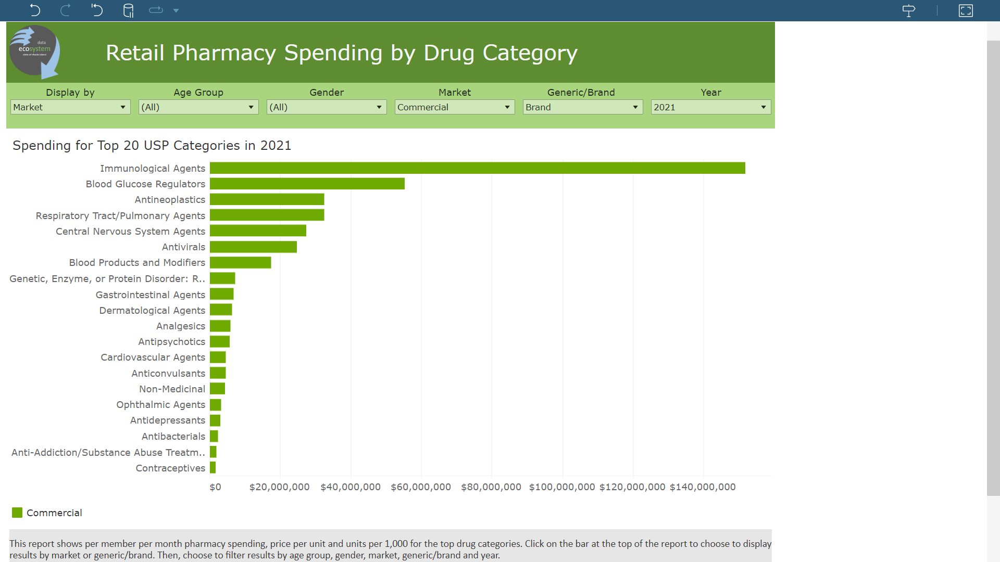 data
ecosystem
state of rhode island
Retail Pharmacy Spending by Drug Category
Display by Age Group Gender Market Generic/Brand Year
Market (All) (All) Commercial Brand 2021
Spending for Top 20 USP Categories in 2021
Immunological Agents
Blood Glucose Regulators
Antineoplastics
Respiratory Tract/Pulmonary Agents
Central Nervous System Agents
Antivirals
Blood Products and Modifiers
Genetic, Enzyme, or Protein Disorder: R..
Gastrointestinal Agents
Dermatological Agents
Analgesics
Antipsychotics
Cardiovascular Agents
Anticonvulsants
Non-Medicinal
Ophthalmic Agents
Antidepressants
Antibacterials
Anti-Addiction/Substance Abuse Treatm..
Contraceptives
$0 $20,000,000 $40,000,000 $60,000,000 $80,000,000 $100,000,000 $120,000,000 $140,000,000
Commercial
This report shows per member per month pharmacy spending, price per unit and units per 1,000 for the top drug categories. Click on the bar at the top of the report to choose to display
results by market or generic/brand. Then, choose to filter results by age group, gender, market, generic/brand and year.